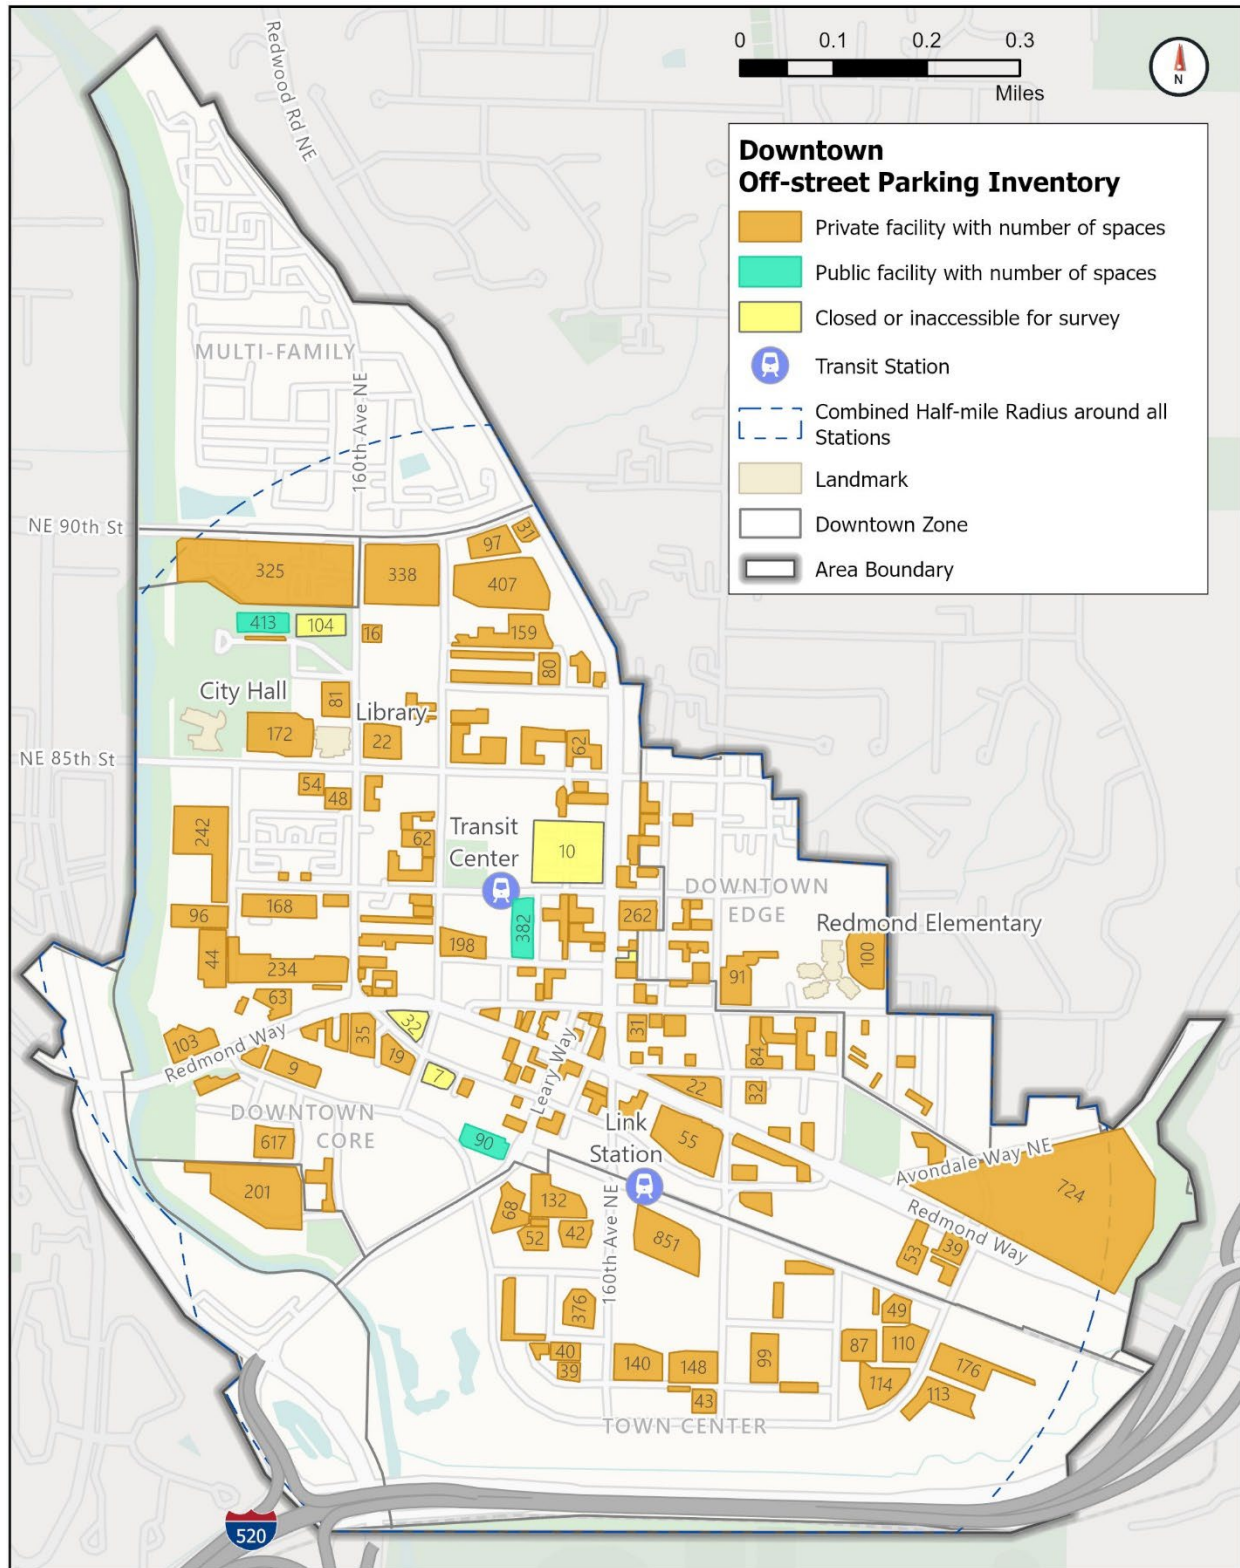 0 0.1 0.2 0.3
Miles
N
Downtown
Off-street Parking Inventory
Private facility with number of spaces
Public facility with number of spaces
Closed or inaccessible for survey
Transit Station
Combined Half-mile Radius around all
Stations
Landmark
Downtown Zone
Area Boundary
Redwood Rd NE
MULTI-FAMILY
160th Ave NE
NE 90th St
31
97
325
338
407
413
104
16
159
80
City Hall
81
Library
172
22
62
NE 85th St
54
48
242
62
Transit
Center
10
DOWNTOWN
EDGE
Redmond Elementary
96
168
198
382
262
44
234
91
100
63
103
Redmond Way
35
32
19
9
7
Leary Way
31
84
22
32
DOWNTOWN
CORE
617
90
Link
Station
55
Avondale Way NE
724
201
68
132
52
42
160th Ave NE
851
Redmond Way
53
39
376
49
40
39
140
148
99
87
110
176
43
114
113
TOWN CENTER
520